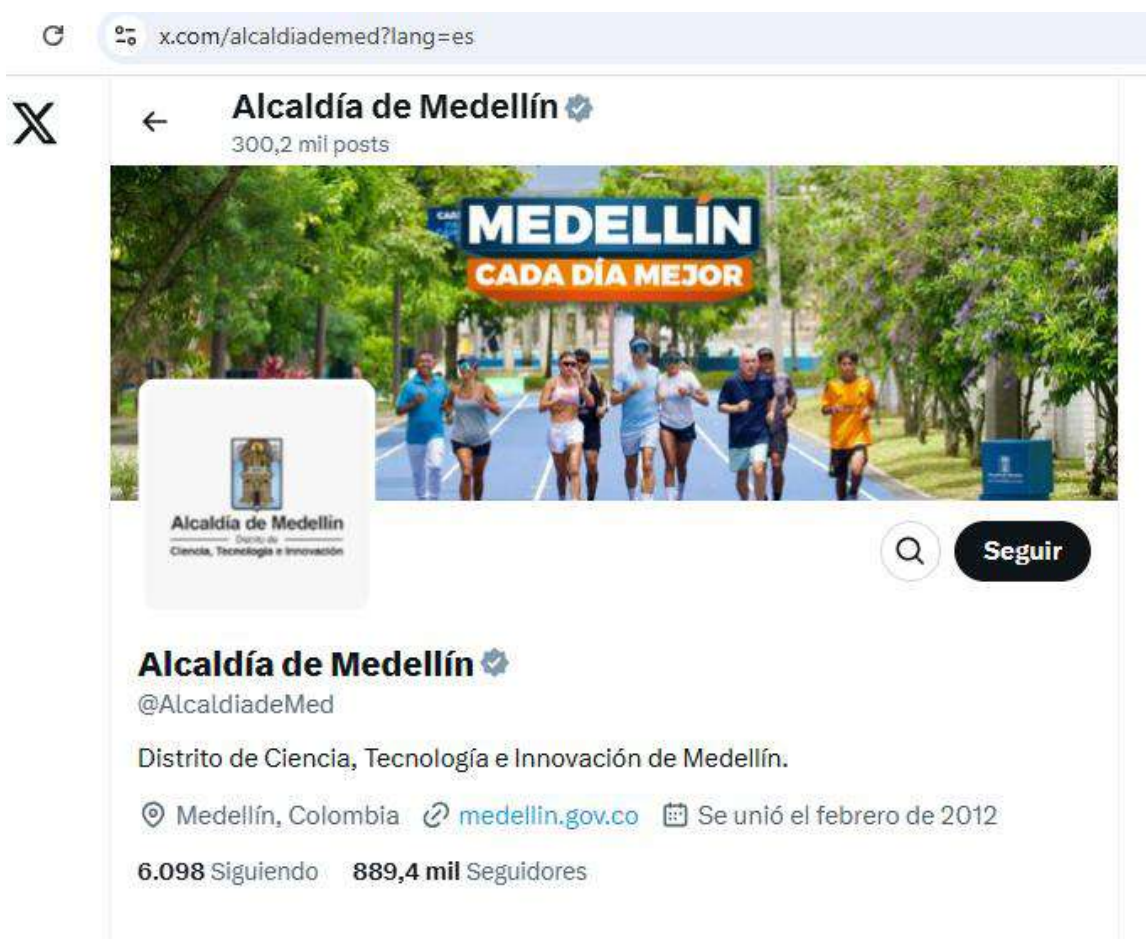 x.com/alcaldiademed?lang=es
Alcaldía de Medellín
300,2 mil posts
MEDELLÍN
CADA DÍA MEJOR
Alcaldía de Medellín
Distrito de
Ciencia, Tecnología e Innovación
Seguir
Alcaldía de Medellín
@AlcaldiadeMed
Distrito de Ciencia, Tecnología e Innovación de Medellín.
Medellín, Colombia medellin.gov.co Se unió el febrero de 2012
6.098 Siguiendo 889,4 mil Seguidores